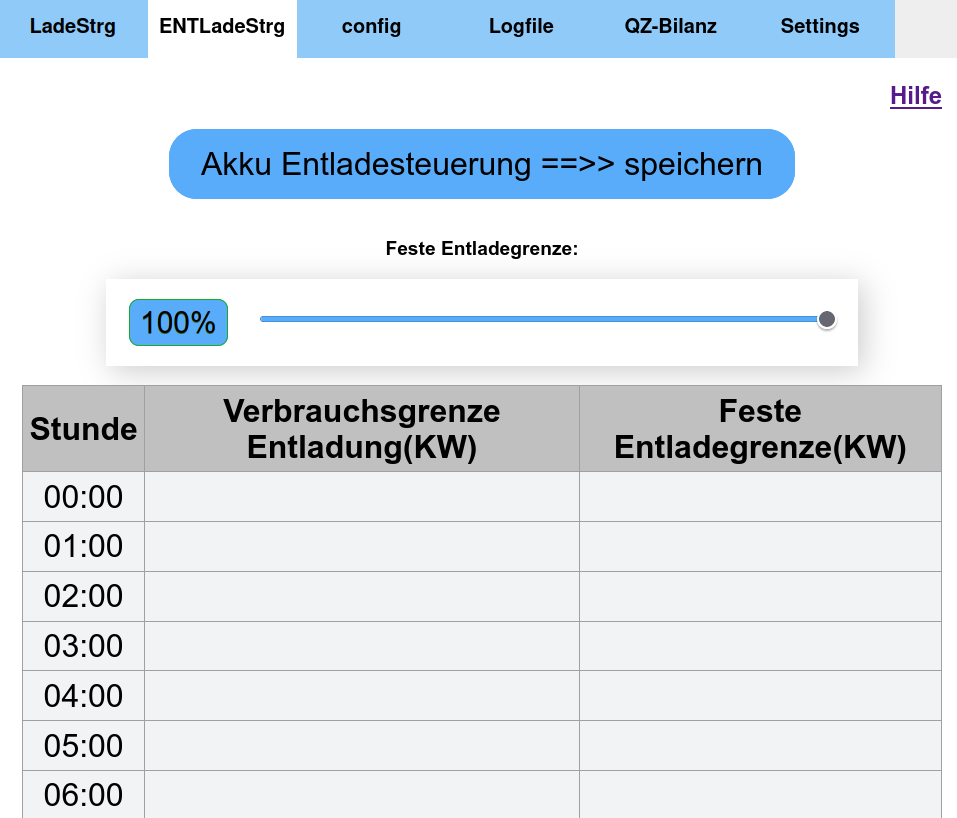 LadeStrg ENTLadeStrg config Logfile QZ-Bilanz Settings
Hilfe
Akku Entladesteuerung ==>> speichern
Feste Entladegrenze:
100%
Stunde Verbrauchsgrenze Entladung(KW) Feste Entladegrenze(KW)
00:00
01:00
02:00
03:00
04:00
05:00
06:00